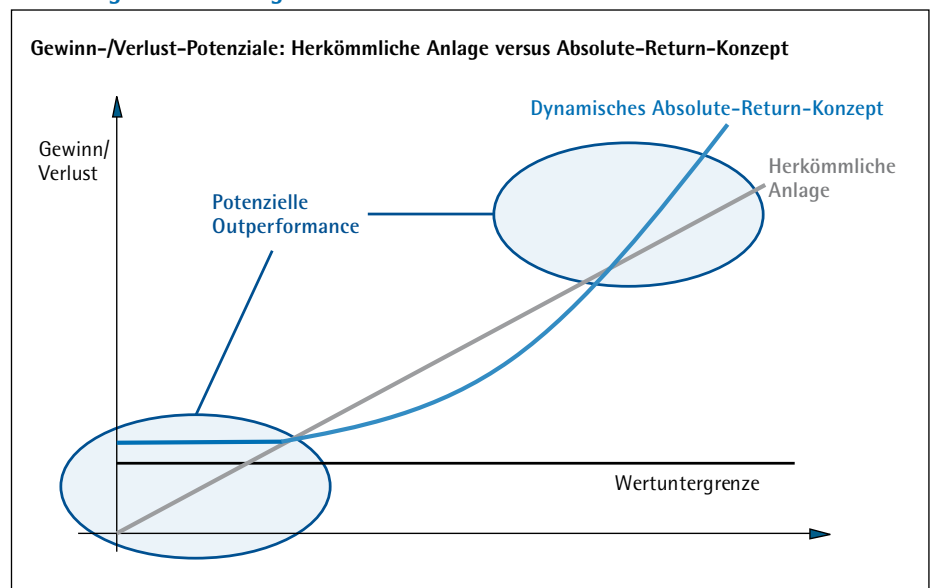 Gewinn-/Verlust-Potenziale: Herkömmliche Anlage versus Absolute-Return-Konzept
Dynamisches Absolute-Return-Konzept
Gewinn/
Verlust
Herkömmliche
Anlage
Potenzielle
Outperformance
Wertuntergrenze